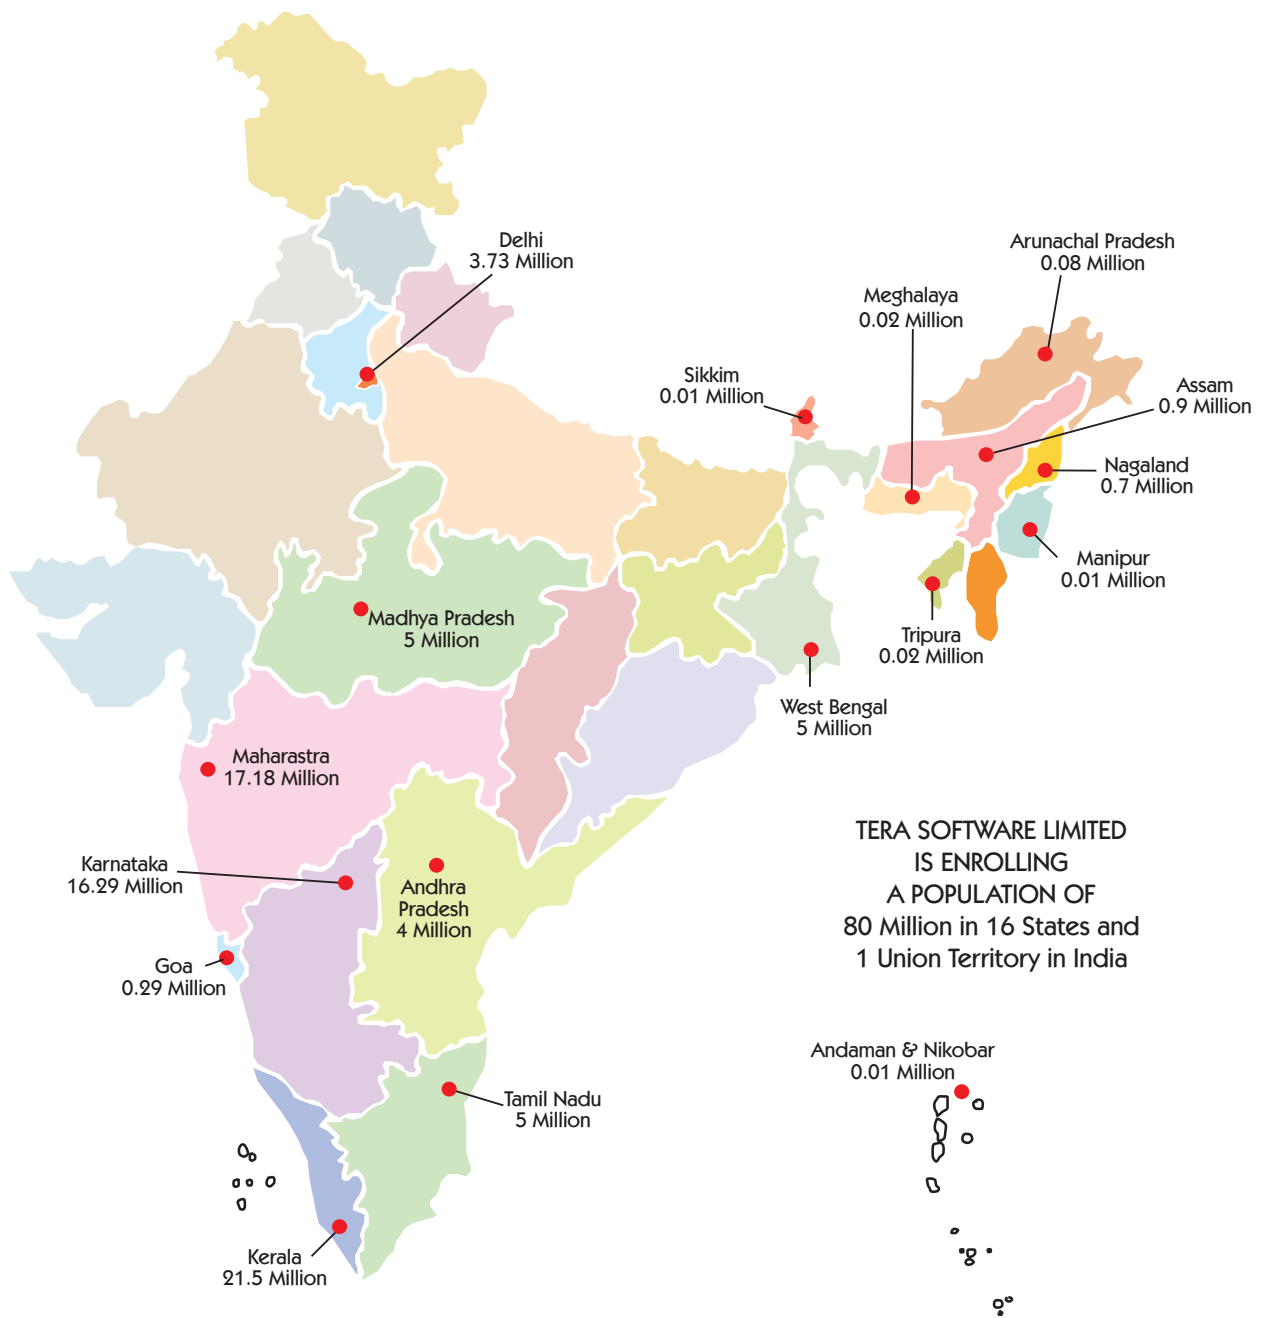 Delhi
3.73 Million
Arunachal Pradesh
0.08 Million
Meghalaya
0.02 Million
Sikkim
0.01 Million
Assam
0.9 Million
Nagaland
0.7 Million
Manipur
0.01 Million
Tripura
0.02 Million
Madhya Pradesh
5 Million
West Bengal
5 Million
Maharastra
17.18 Million
Karnataka
16.29 Million
Andhra
Pradesh
4 Million
Goa
0.29 Million
TERA SOFTWARE LIMITED
IS ENROLLING
A POPULATION OF
80 Million in 16 States and
1 Union Territory in India
Andaman & Nikobar
0.01 Million
Tamil Nadu
5 Million
Kerala
21.5 Million